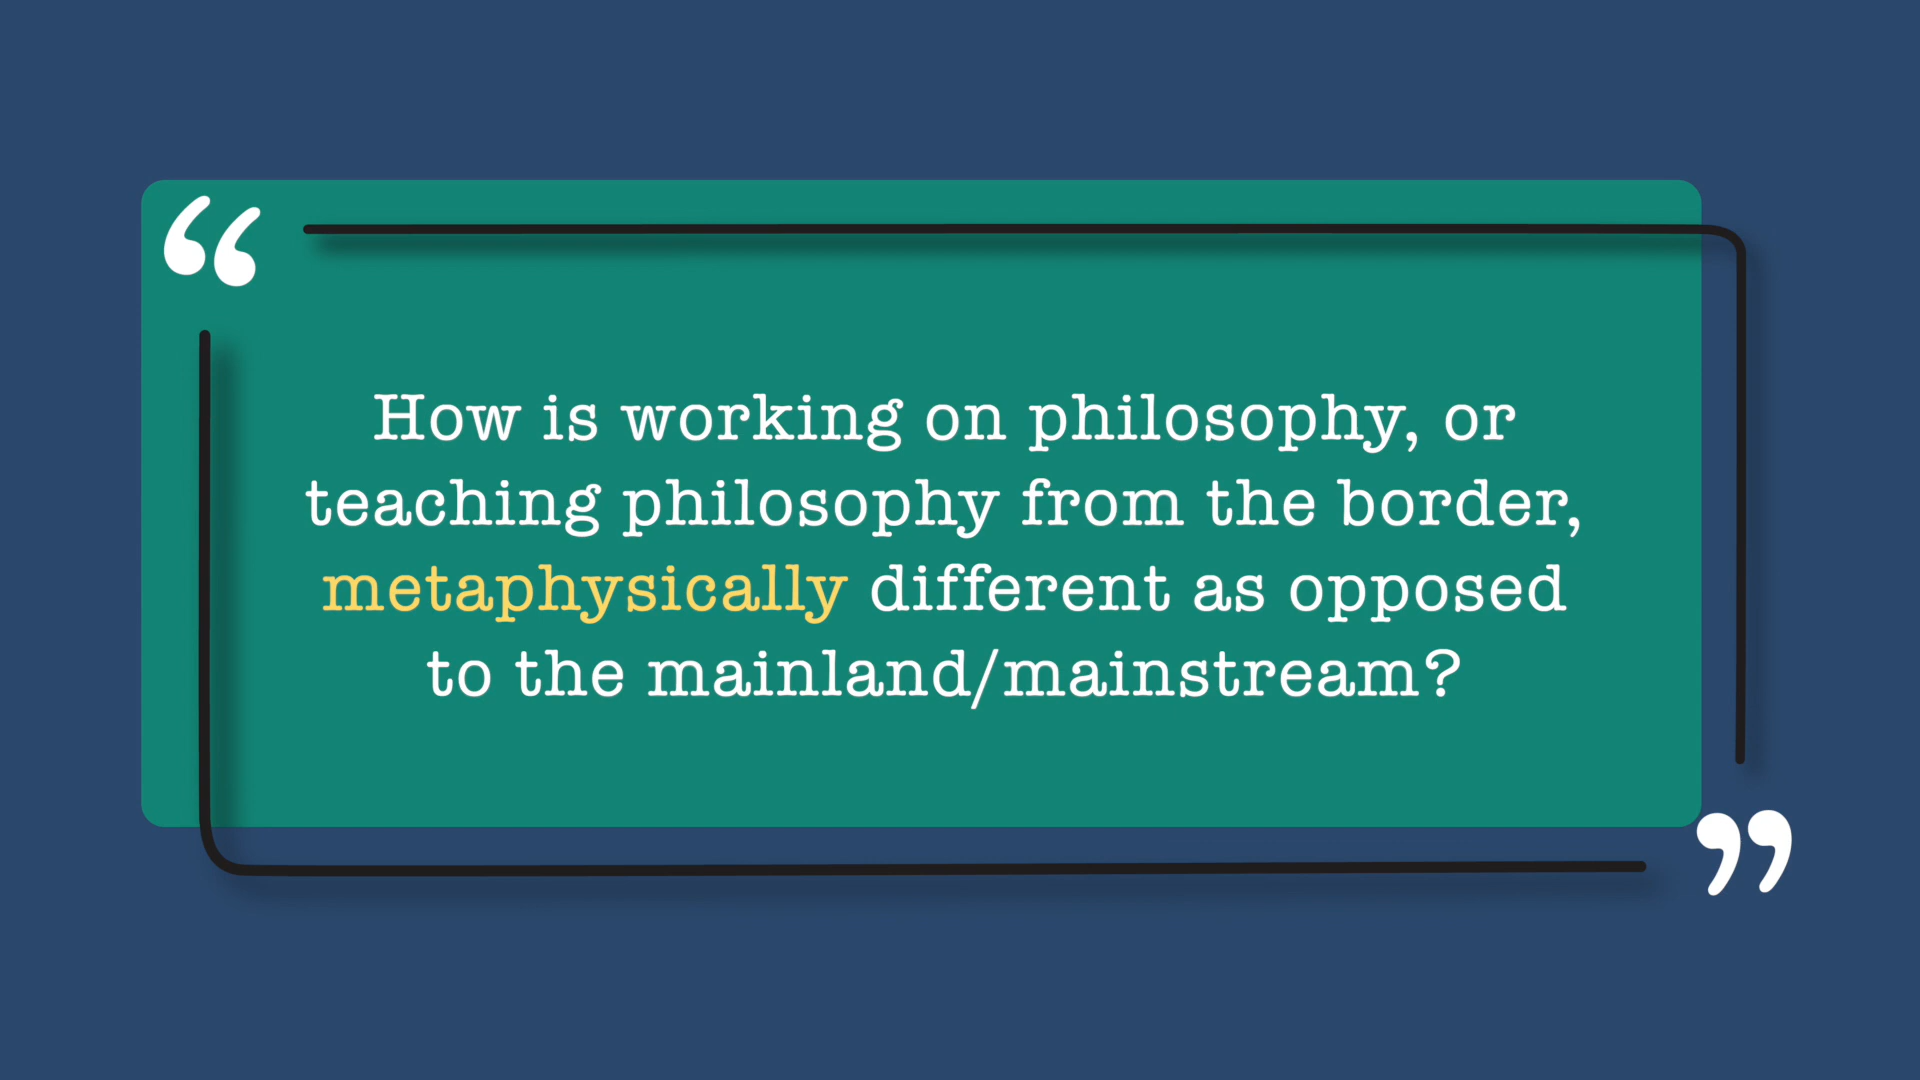 “
How is working on philosophy, or
teaching philosophy from the border,
metaphysically different as opposed
to the mainland/mainstream?
”